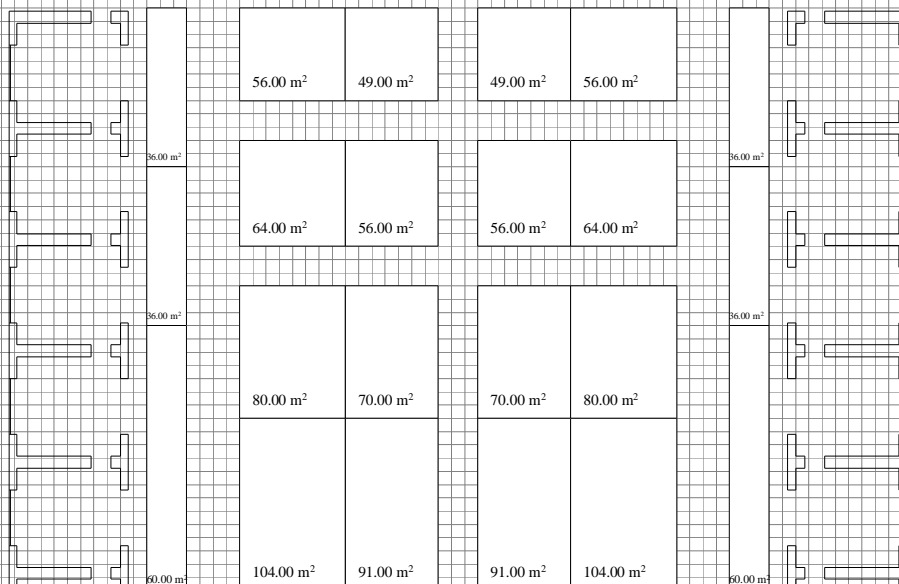 56.00 m² 49.00 m² 49.00 m² 56.00 m²
36.00 m² 36.00 m²
64.00 m² 56.00 m² 56.00 m² 64.00 m²
36.00 m² 36.00 m²
80.00 m² 70.00 m² 70.00 m² 80.00 m²
104.00 m² 91.00 m² 91.00 m² 104.00 m²
60.00 m² 60.00 m²